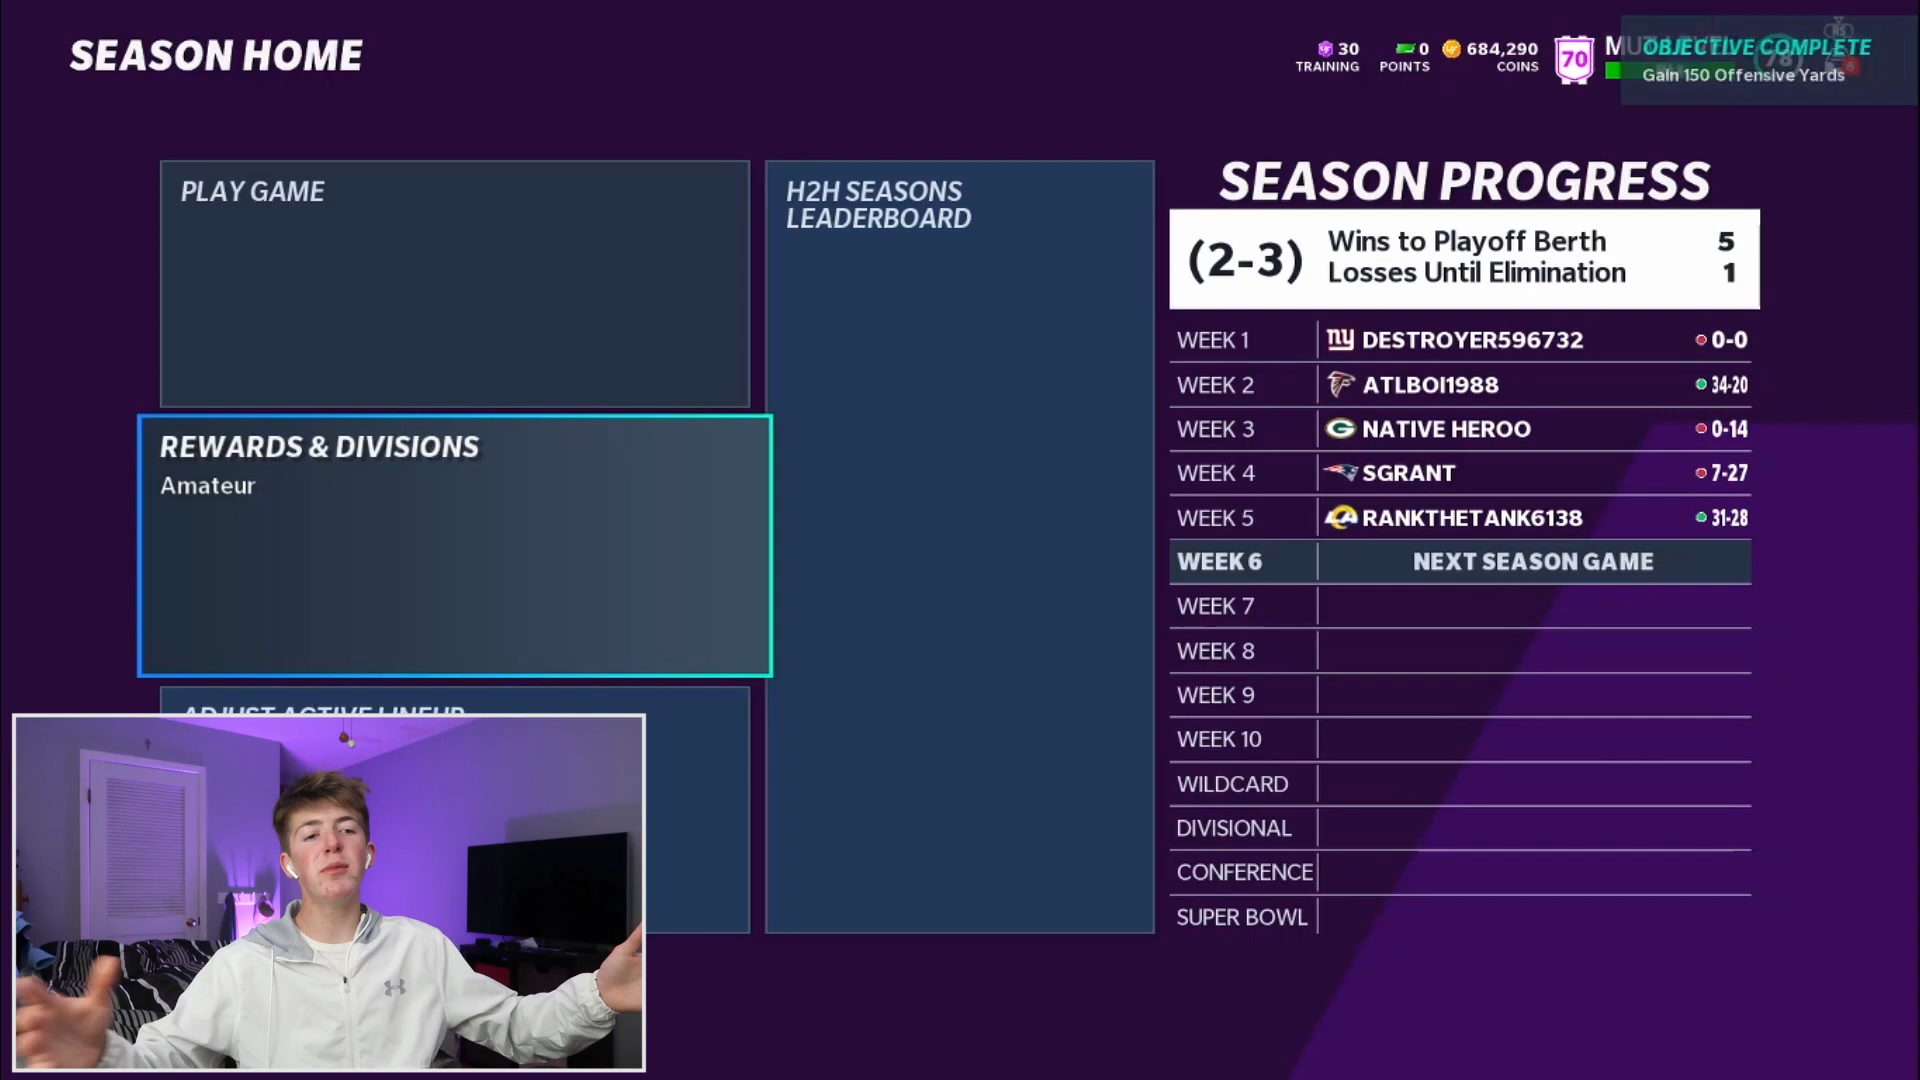 SEASON HOME
30
TRAINING
0
POINTS
684,290
COINS
70
OBJECTIVE COMPLETE
Gain 150 Offensive Yards
PLAY GAME
REWARDS & DIVISIONS
Amateur
ADJUST ACTIVE LINEUP
H2H SEASONS
LEADERBOARD
SEASON PROGRESS
(2-3)
Wins to Playoff Berth 5
Losses Until Elimination 1
WEEK 1 DESTROYER596732 0-0
WEEK 2 ATLBOI1988 34-20
WEEK 3 NATIVE HEROO 0-14
WEEK 4 SGRANT 7-27
WEEK 5 RANKTHETANK6138 31-28
WEEK 6 NEXT SEASON GAME
WEEK 7
WEEK 8
WEEK 9
WEEK 10
WILDCARD
DIVISIONAL
CONFERENCE
SUPER BOWL